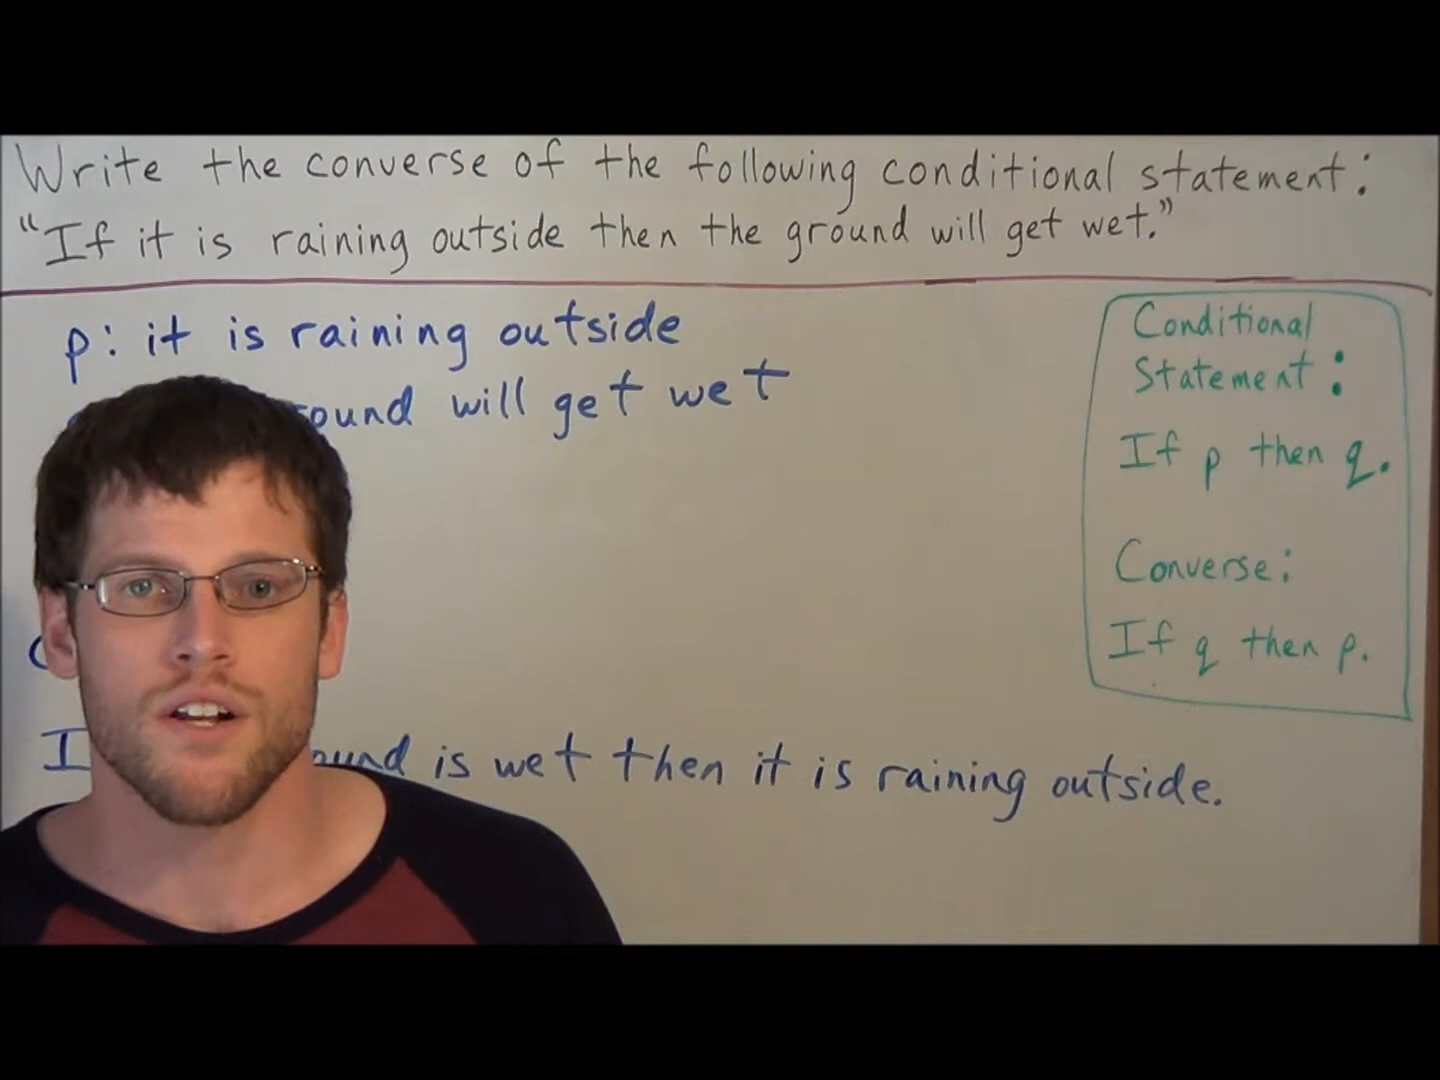 Write the converse of the following conditional statement:
"If it is raining outside then the ground will get wet."
p: it is raining outside
will get wet
is wet then it is raining outside.
Conditional
Statement:
If p then q.
Converse:
If q then p.